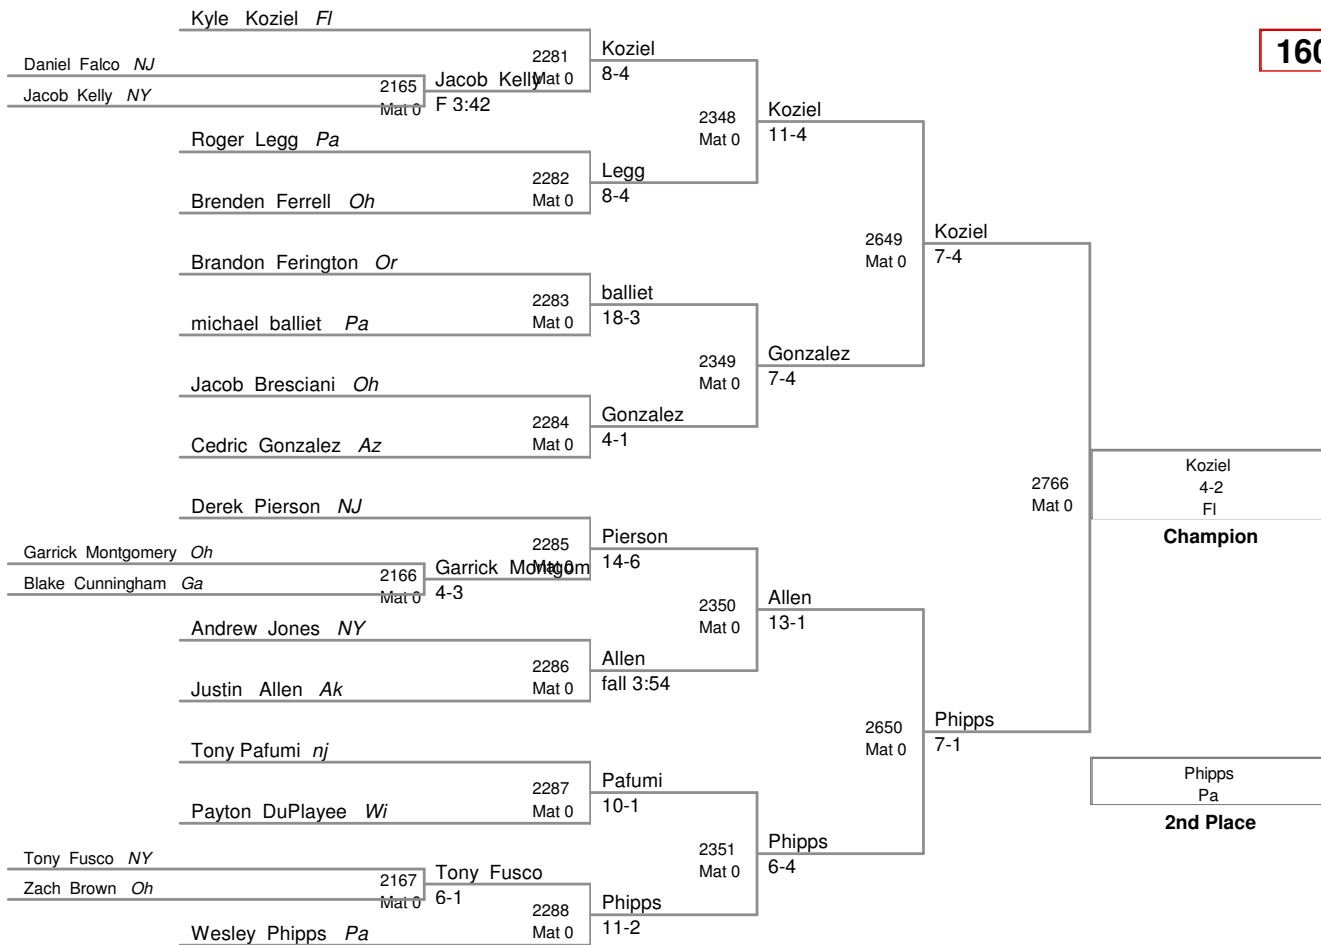 Kyle Koziel Fl
160
Daniel Falco NJ
Jacob Kelly NY
2165
Mat 0
Jacob Kelly
F 3:42
2281
Mat 0
Koziel
8-4
Roger Legg Pa
Brenden Ferrell Oh
2282
Mat 0
Legg
8-4
2348
Mat 0
Koziel
11-4
Brandon Ferington Or
michael balliet Pa
2283
Mat 0
balliet
18-3
Jacob Bresciani Oh
Cedric Gonzalez Az
2284
Mat 0
Gonzalez
4-1
2349
Mat 0
Gonzalez
7-4
2649
Mat 0
Koziel
7-4
Derek Pierson NJ
Garrick Montgomery Oh
Blake Cunningham Ga
2166
Mat 0
Garrick Montgom
4-3
2285
Mat 0
Pierson
14-6
Andrew Jones NY
Justin Allen Ak
2286
Mat 0
Allen
fall 3:54
2350
Mat 0
Allen
13-1
Tony Pafumi nj
Payton DuPlayee Wi
2287
Mat 0
Pafumi
10-1
Tony Fusco NY
Zach Brown Oh
2167
Mat 0
Tony Fusco
6-1
Wesley Phipps Pa
2288
Mat 0
Phipps
11-2
2351
Mat 0
Phipps
6-4
2650
Mat 0
Phipps
7-1
2766
Mat 0
Koziel
4-2
Fl
Champion
Phipps
Pa
2nd Place